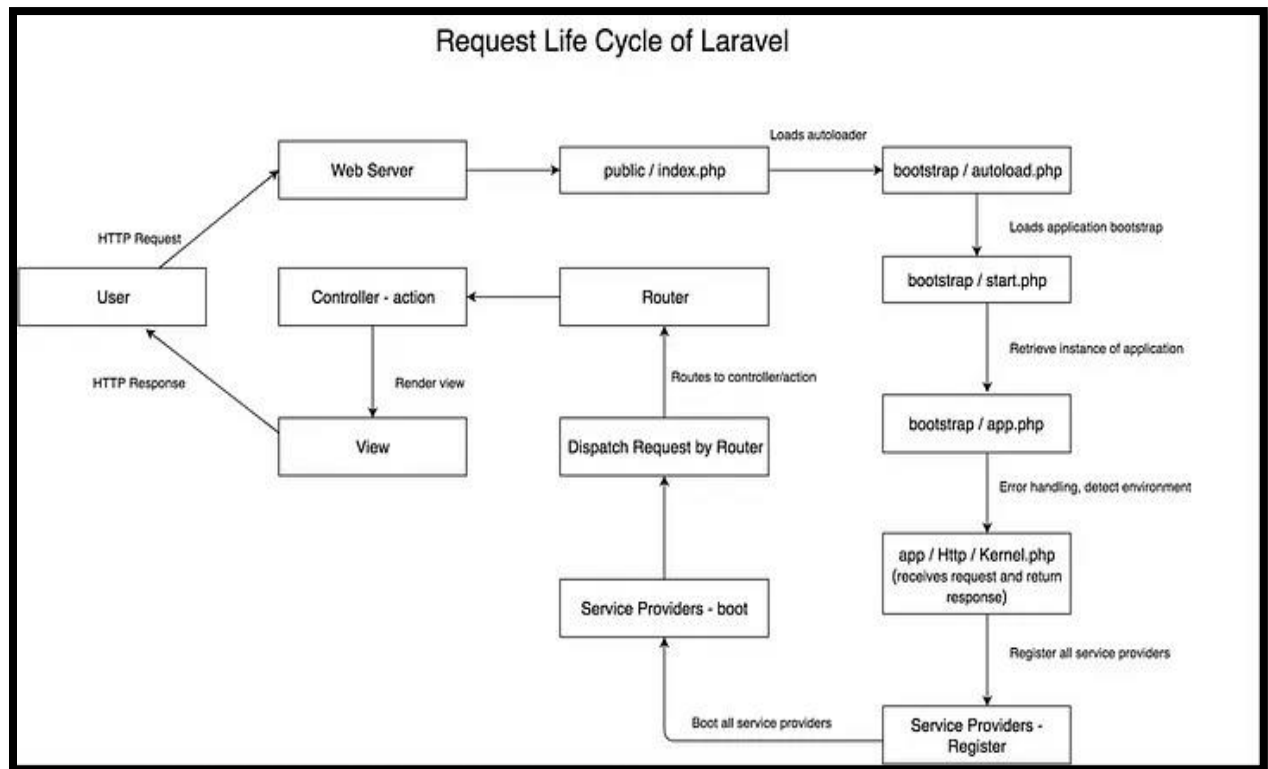 Request Life Cycle of Laravel
Loads autoloader
Web Server
public / index.php
bootstrap / autoload.php
HTTP Request
Loads application bootstrap
User
Controller - action
Router
bootstrap / start.php
Retrieve instance of application
HTTP Response
Render view
Routes to controller/action
View
Dispatch Request by Router
bootstrap / app.php
Error handling, detect environment
app / Http / Kernel.php
(receives request and return
response)
Service Providers - boot
Register all service providers
Boot all service providers
Service Providers -
Register